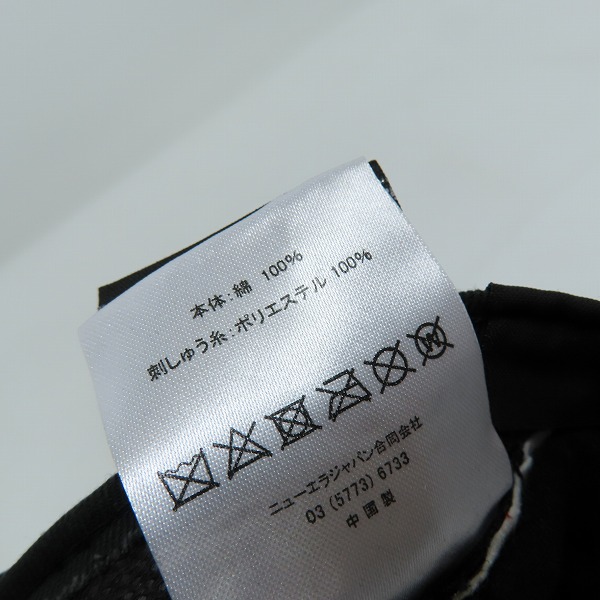 本体:綿 100%
刺しゅう糸:ポリエステル 100%
ニューエラジャパン合同会社
03 (5773) 6733
中国製